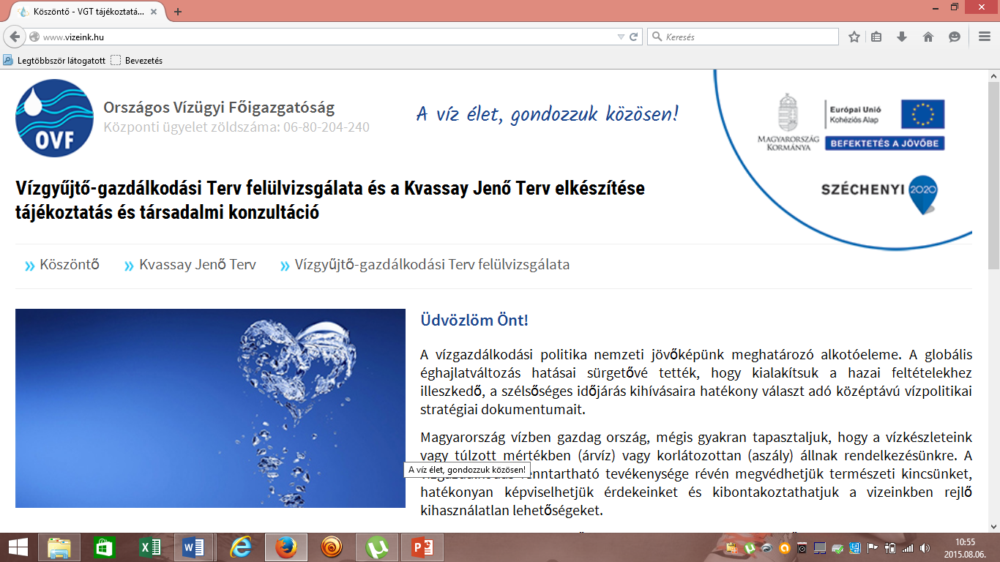 Köszöntő - VGT tájékoztatá...
www.vizeink.hu
Keresés
Legtöbbször látogatott
Bevezetés
OVF
Országos Vízügyi Főigazgatóság
Központi ügyelet zöldszáma: 06-80-204-240
A víz élet, gondozzuk közösen!
MAGYARORSZÁG
KORMÁNYA
Európai Unió
Kohéziós Alap
BEFEKTETÉS A JÖVŐBE
SZÉCHENYI 2020
Vízgyűjtő-gazdálkodási Terv felülvizsgálata és a Kvassay Jenő Terv elkészítése
tájékoztatás és társadalmi konzultáció
» Köszöntő
» Kvassay Jenő Terv
» Vízgyűjtő-gazdálkodási Terv felülvizsgálata
Üdvözlöm Önt!
A vízgazdálkodási politika nemzeti jövőképünk meghatározó alkotóeleme. A globális
éghajlatváltozás hatásai sürgetővé tették, hogy kialakítsuk a hazai feltételekhez
illeszkedő, a szélsőséges időjárás kihívásaira hatékony választ adó középtávú vízpolitikai
stratégiai dokumentumait.
Magyarország vízben gazdag ország, mégis gyakran tapasztaljuk, hogy a vízkészleteink
vagy túlzott mértékben (árvíz) vagy korlátozottan (aszály) állnak rendelkezésünkre. A
A víz élet, gondozzuk közösen!
tevékenysége révén megvédhetjük természeti kincsünket,
hatékonyan képviselhetjük érdekeinket és kibontakoztathatjuk a vizeinkben rejlő
kihasználatlan lehetőségeket.
10:55
2015.08.06.